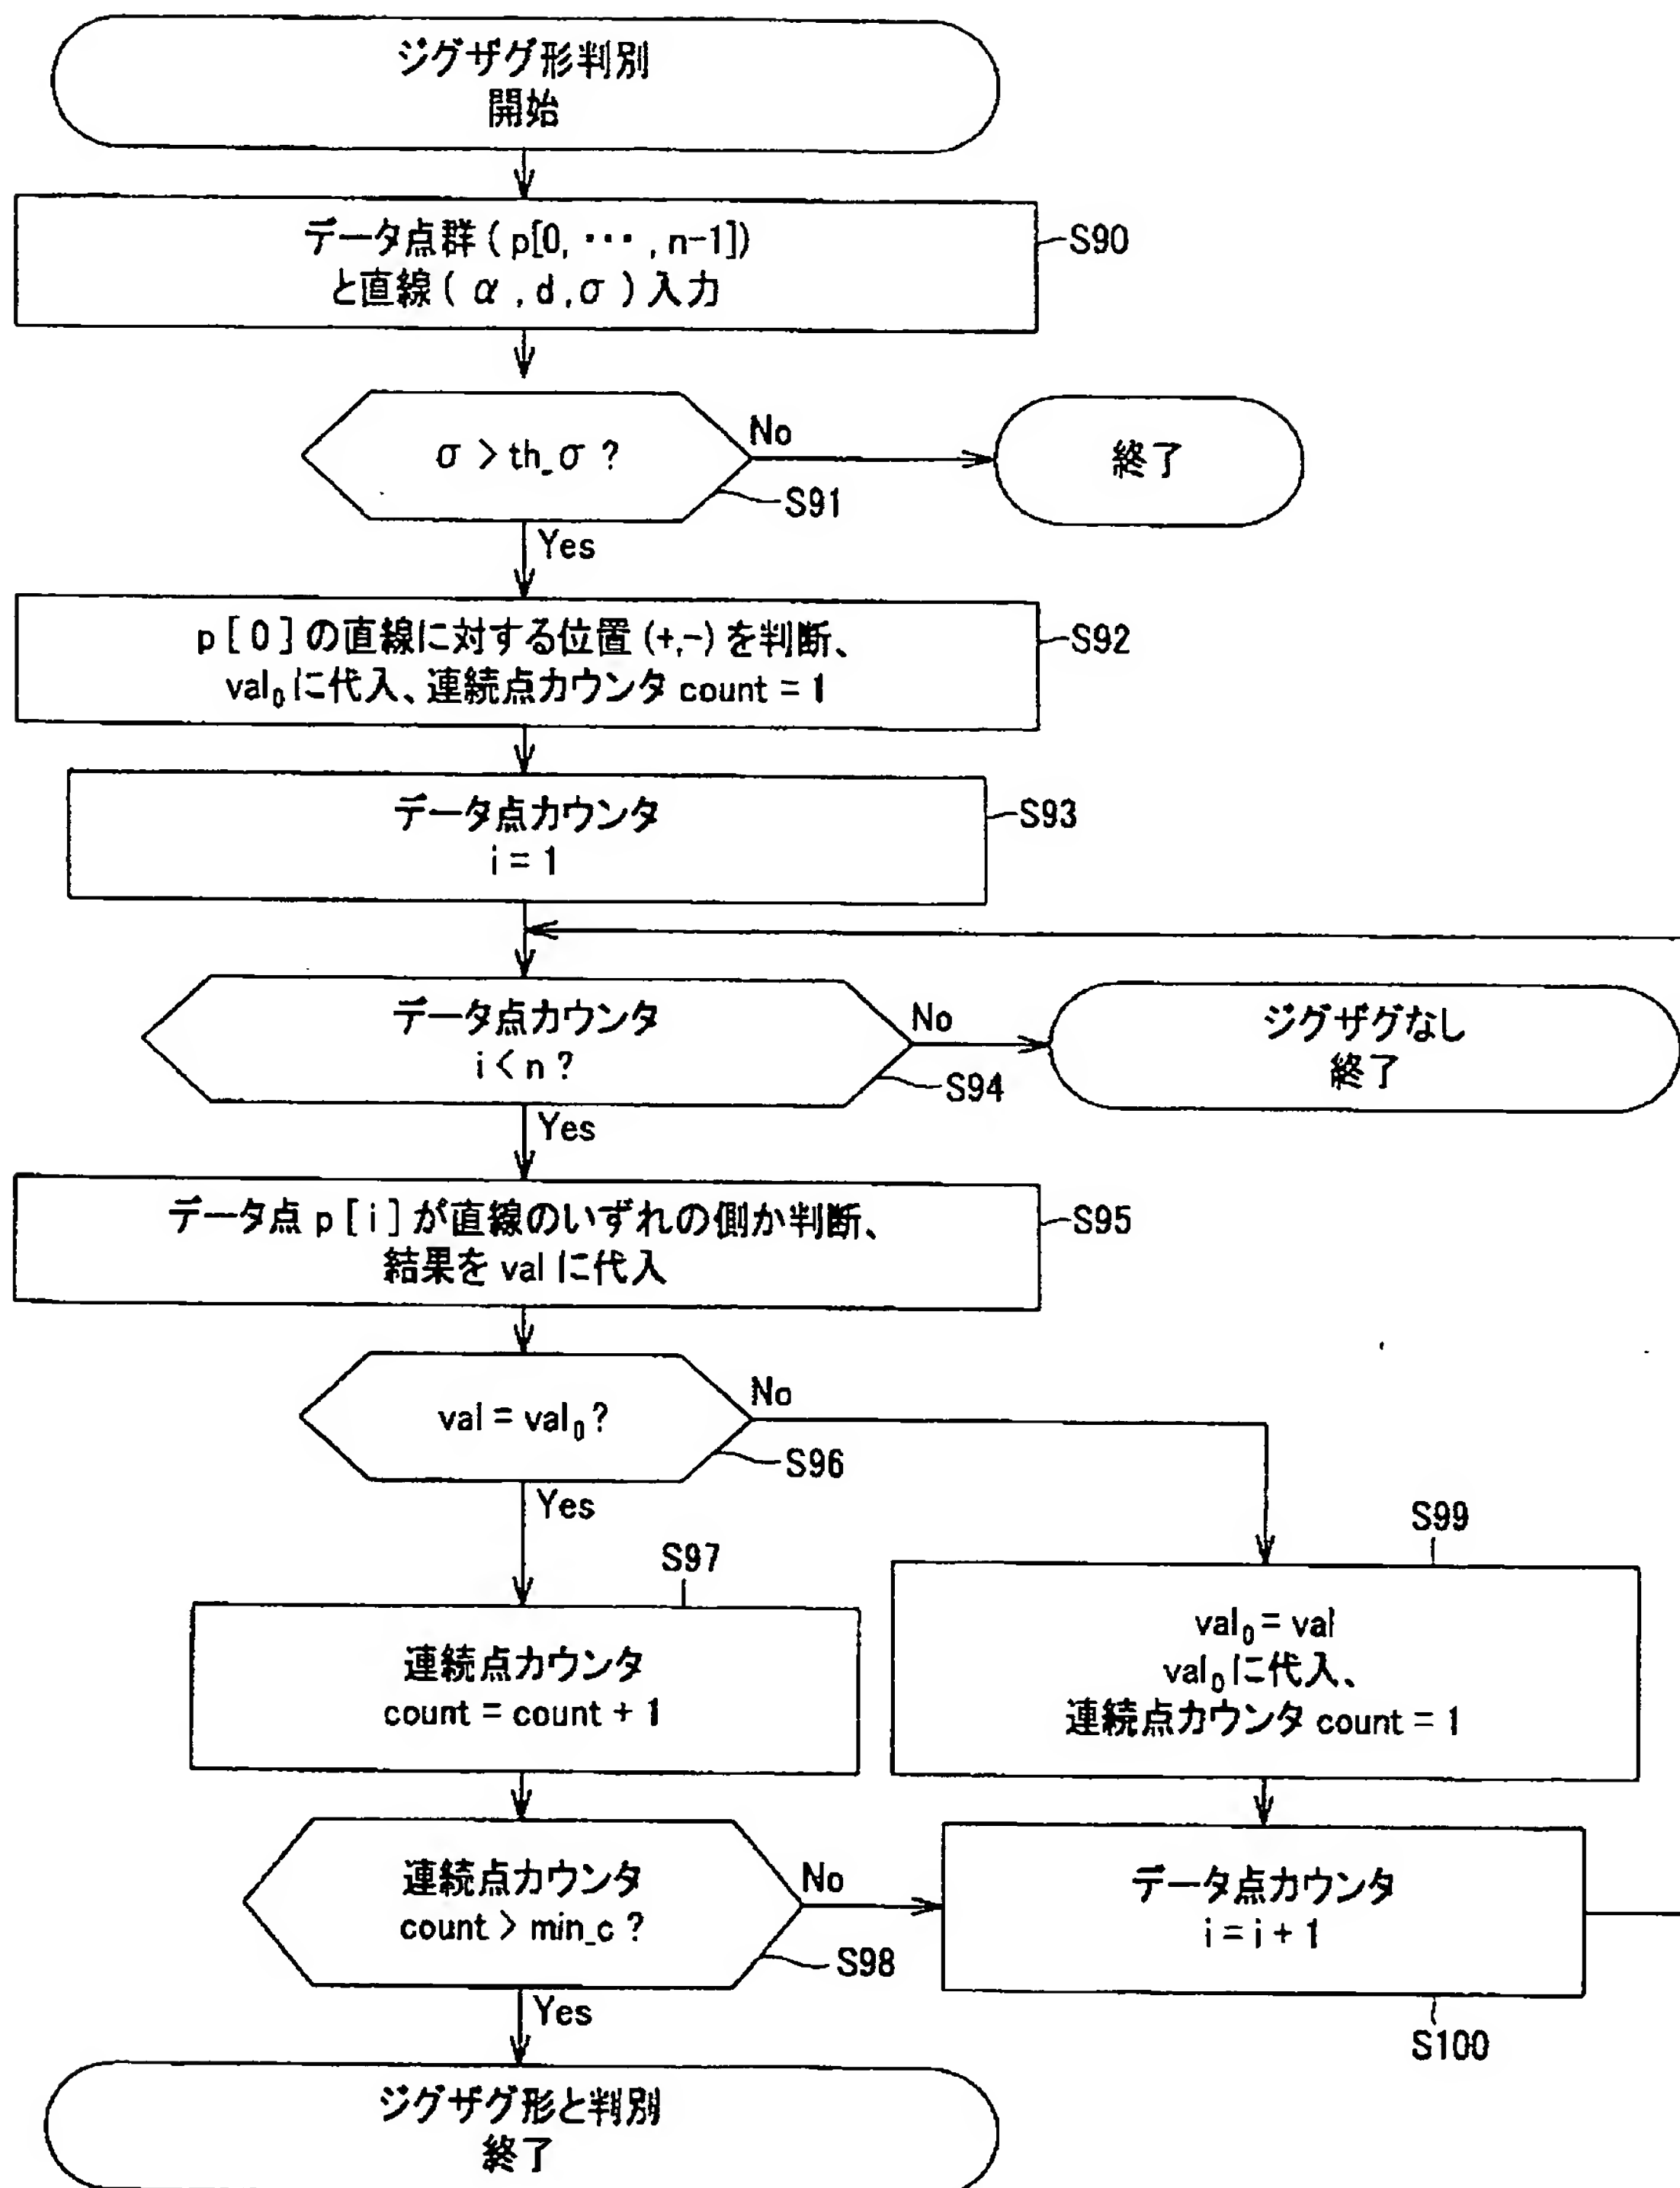 ジグザグ形判別
開始
データ点群 ( p[0, ･･･ , n-1])
と直線 ( α , d , σ ) 入力
S90
σ > th_σ ?
No
終了
S91
Yes
p [ 0 ] の直線に対する位置 (+,-) を判断、
val₀ に代入、連続点カウンタ count = 1
S92
データ点カウンタ
i = 1
S93
データ点カウンタ
i < n ?
No
ジグザグなし
終了
S94
Yes
データ点 p [ i ] が直線のいずれの側か判断、
結果を val に代入
S95
val = val₀ ?
No
S96
Yes
S97
S99
連続点カウンタ
count = count + 1
val₀ = val
val₀ に代入、
連続点カウンタ count = 1
連続点カウンタ
count > min_c ?
No
データ点カウンタ
i = i + 1
S98
Yes
S100
ジグザグ形と判別
終了